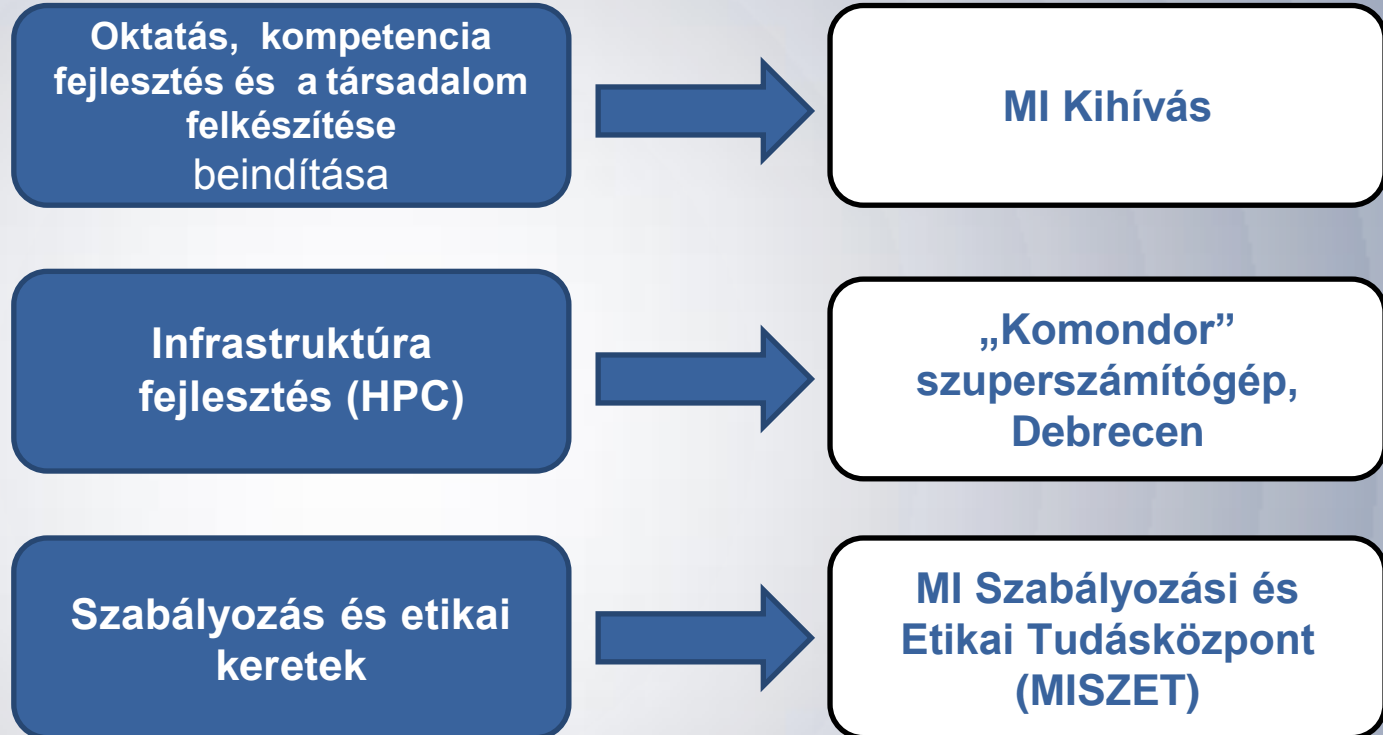 Oktatás, kompetencia
fejlesztés és a társadalom
felkészítése
beindítása
MI Kihívás
Infrastruktúra
fejlesztés (HPC)
„Komondor”
szuperszámítógép,
Debrecen
Szabályozás és etikai
keretek
MI Szabályozási és
Etikai Tudásközpont
(MISZET)